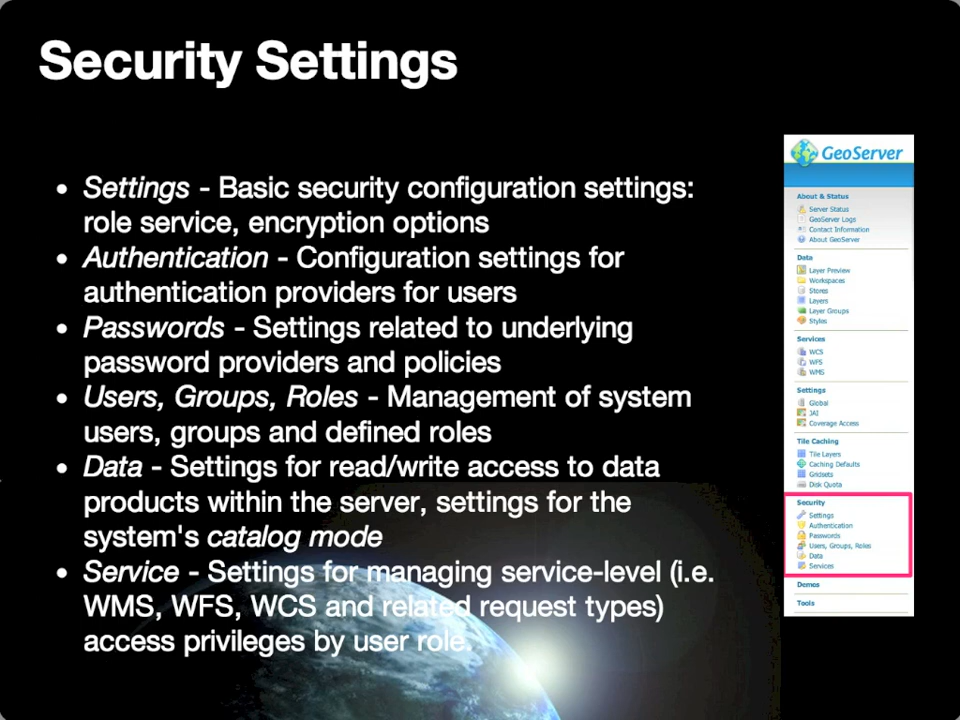 Security Settings
• Settings - Basic security configuration settings:
role service, encryption options
• Authentication - Configuration settings for
authentication providers for users
• Passwords - Settings related to underlying
password providers and policies
• Users, Groups, Roles - Management of system
users, groups and defined roles
• Data - Settings for read/write access to data
products within the server, settings for the
system's catalog mode
• Service - Settings for managing service-level (i.e.
WMS, WFS, WCS and related request types)
access privileges by user role.
GeoServer
About & Status
Server Status
GeoServer Logs
Contact Information
About GeoServer
Data
Layer Preview
Workspaces
Stores
Layers
Layer Groups
Styles
Services
WCS
WFS
WMS
Settings
Global
JAI
Coverage Access
Tile Caching
Tile Layers
Caching Defaults
Gridsets
Disk Quota
Security
Settings
Authentication
Passwords
Users, Groups, Roles
Data
Services
Demos
Tools